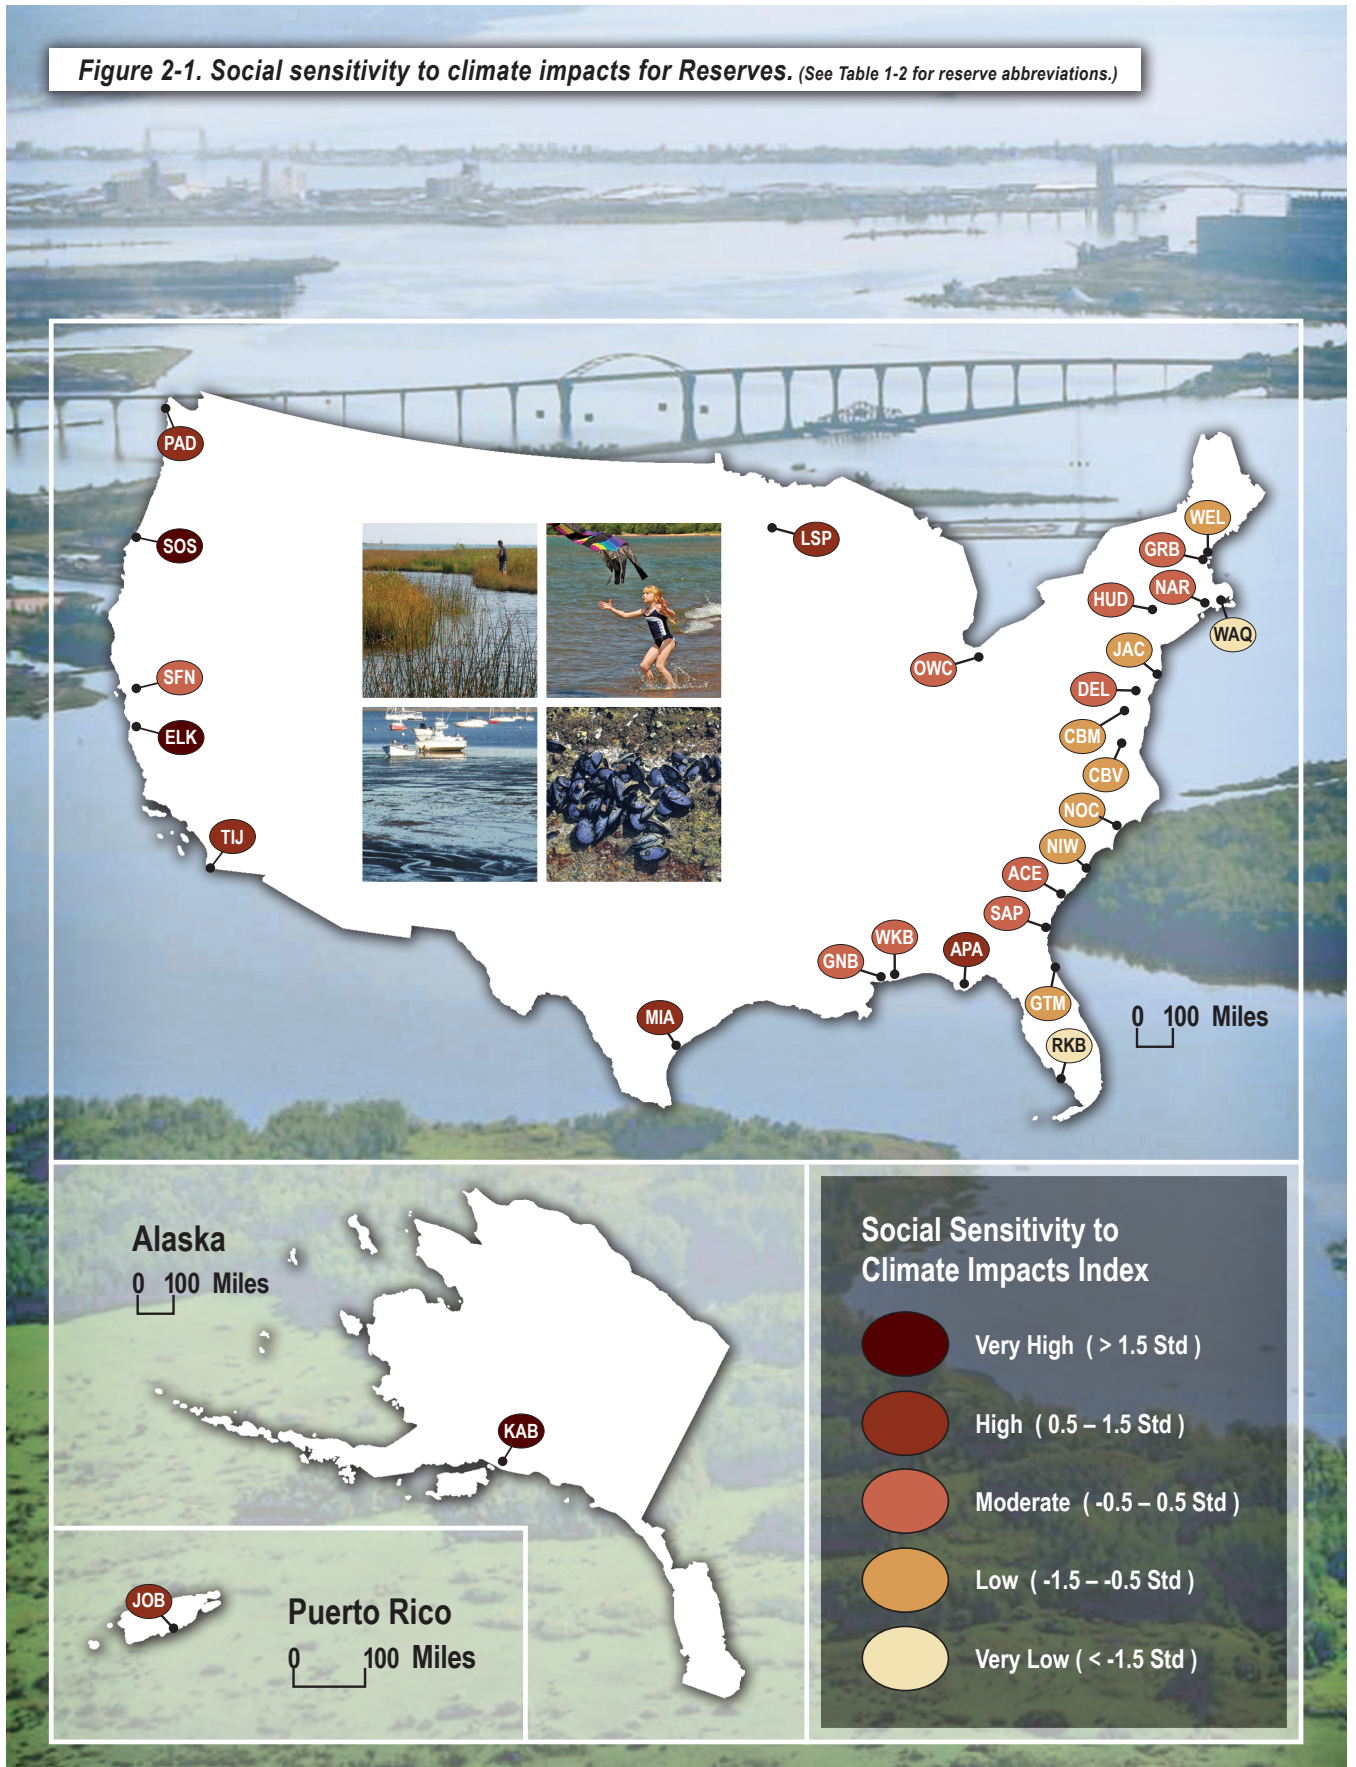 Figure 2-1. Social sensitivity to climate impacts for Reserves. (See Table 1-2 for reserve abbreviations.)
PAD
SOS
SFN
ELK
TIJ
LSP
OWC
WEL
GRB
NAR
HUD
WAQ
JAC
DEL
CBM
CBV
NOC
NIW
ACE
SAP
WKB
APA
GNB
GTM
MIA
RKB
0 100 Miles
Alaska
0 100 Miles
KAB
JOB
Puerto Rico
0 100 Miles
Social Sensitivity to
Climate Impacts Index
Very High ( > 1.5 Std )
High ( 0.5 – 1.5 Std )
Moderate ( -0.5 – 0.5 Std )
Low ( -1.5 – -0.5 Std )
Very Low ( < -1.5 Std )